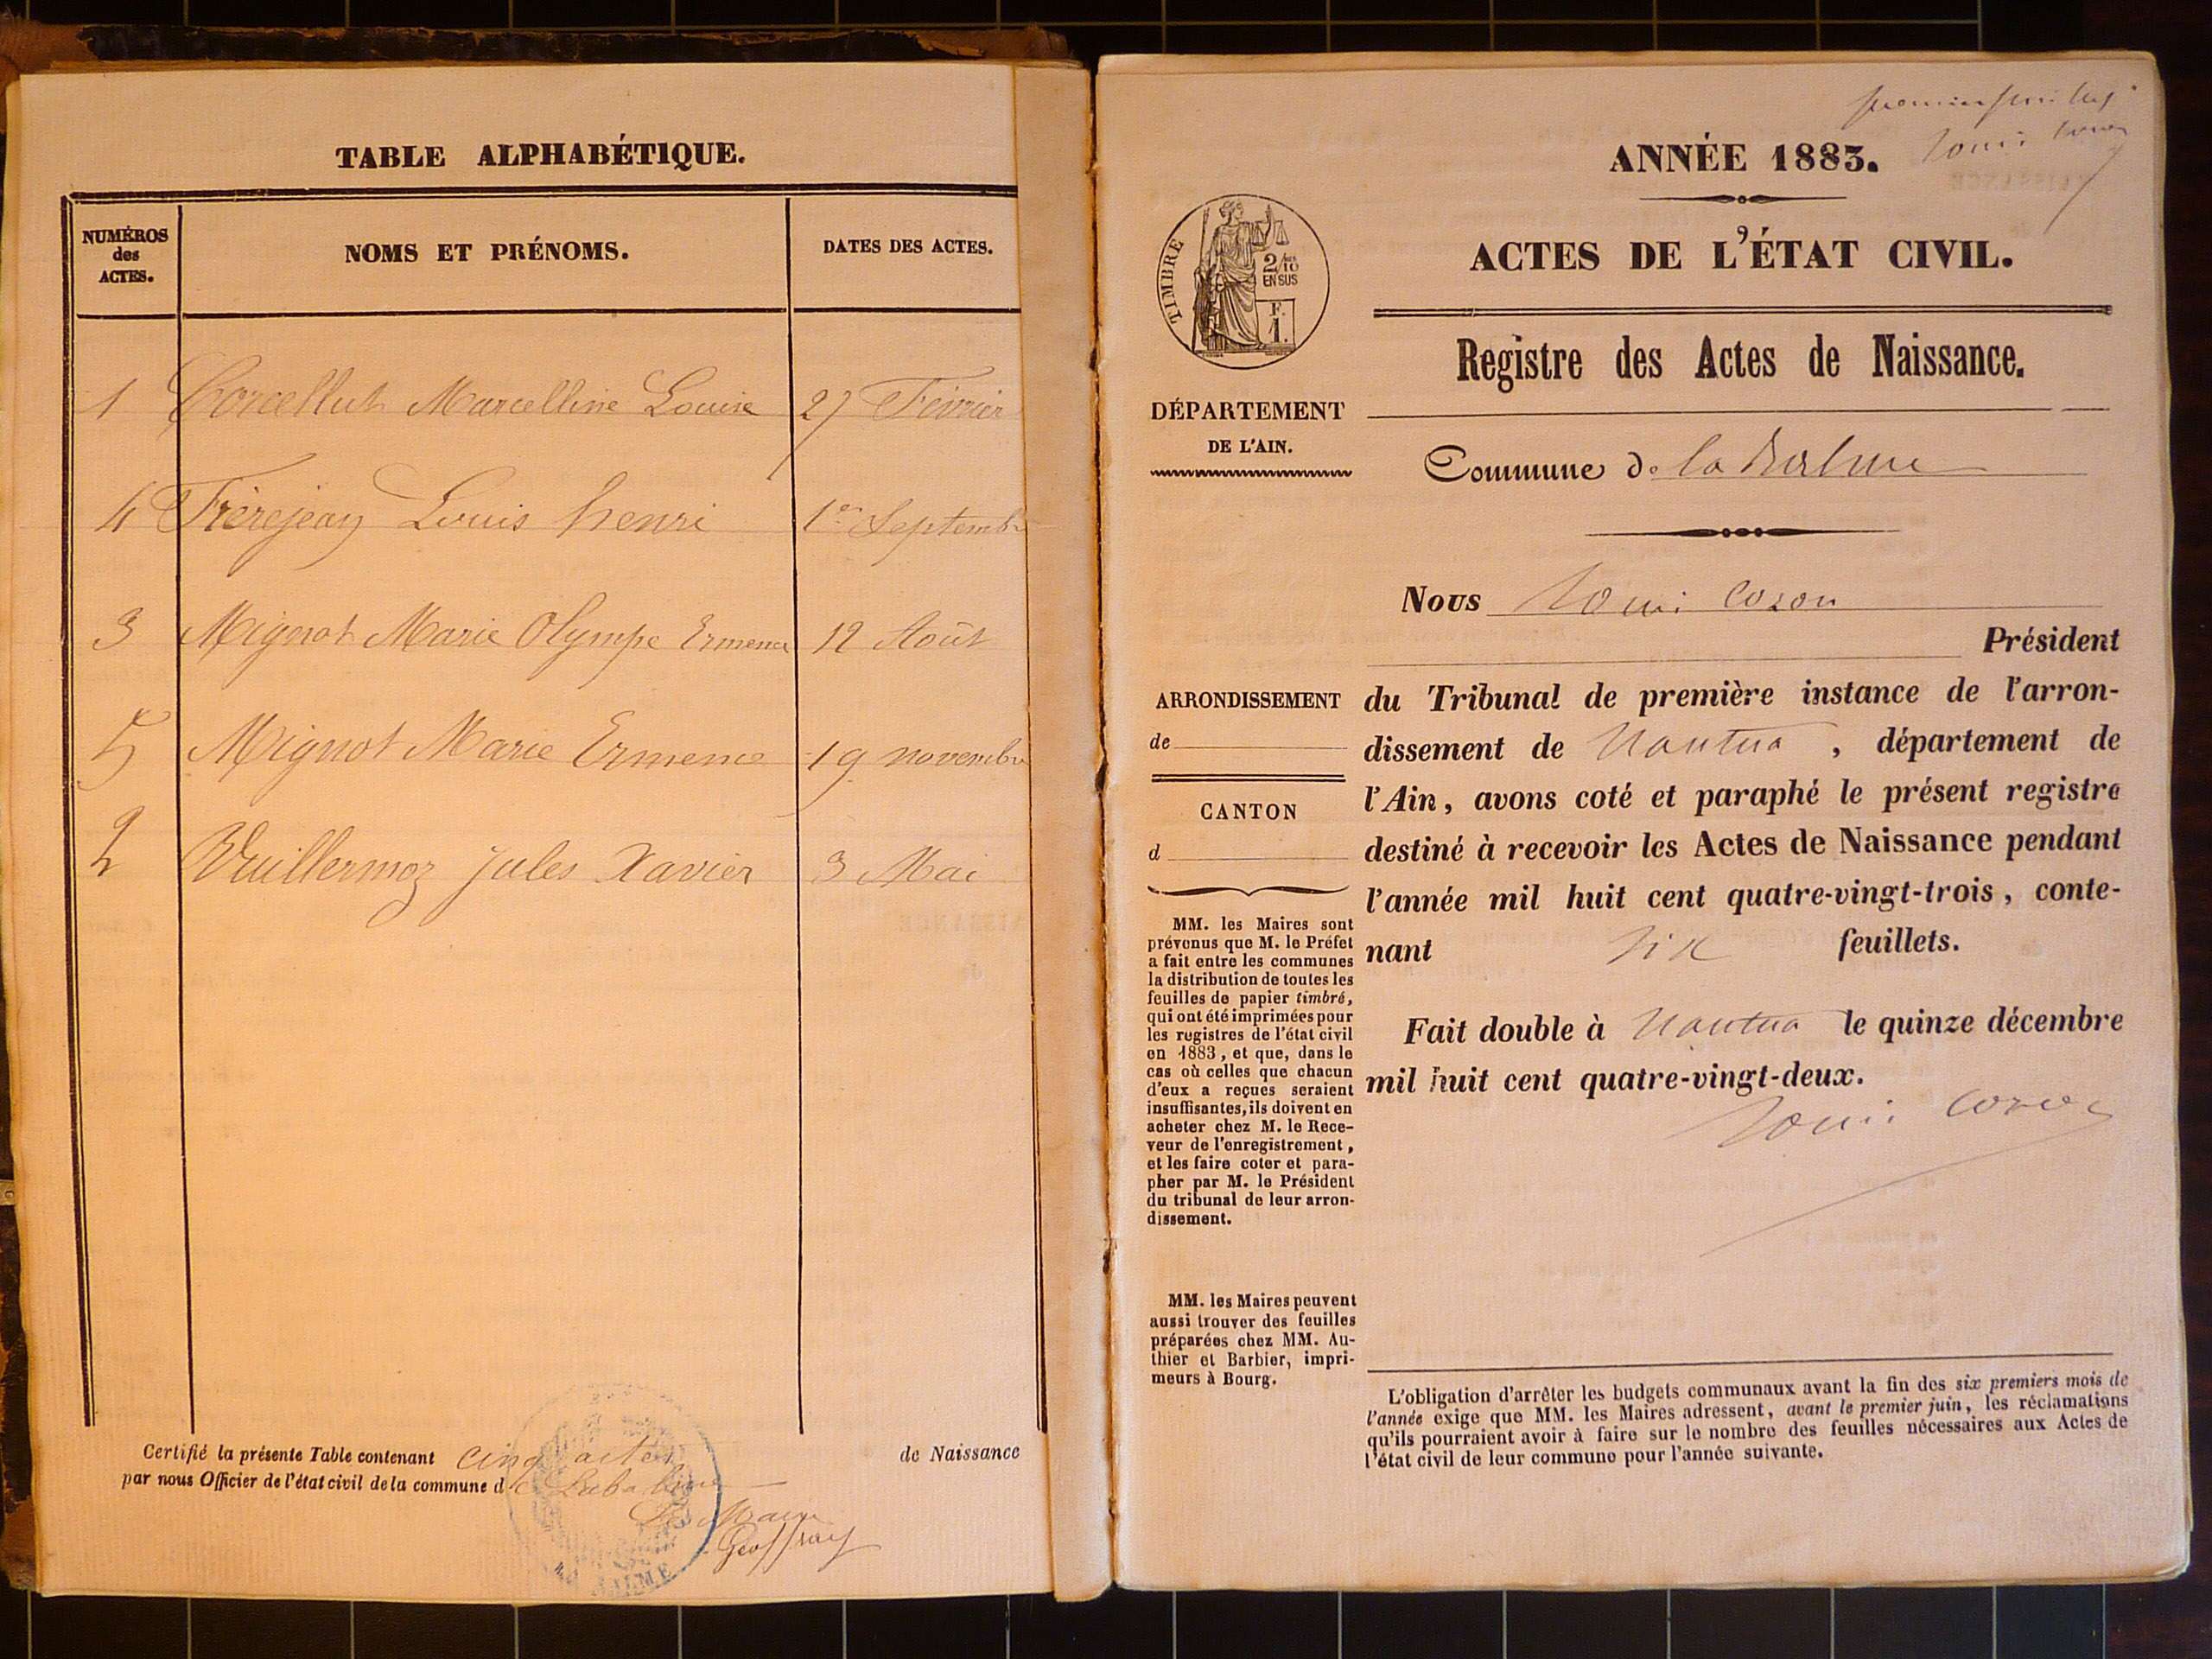 TABLE ALPHABÉTIQUE.
NUMÉROS
des
ACTES.
NOMS ET PRÉNOMS.
DATES DES ACTES.
1 Corcellut Marcelline Louise 27 Février
4 Frèrejean Louis henri 1er Septembre
3 Mignot Marie Olympe Ermence 12 Août
5 Mignot Marie Ermence 19 novembre
2 Vuillermoz Jules Xavier 3 Mai
Certifié la présente Table contenant cinq actes de Naissance
par nous Officier de l'état civil de la commune de Labalme
Le Maire
Geoffray
ANNÉE 1883.
ACTES DE L'ÉTAT CIVIL.
Registre des Actes de Naissance.
TIMBRE
2/10
EN SUS
F.
1.
DÉPARTEMENT
DE L'AIN.
Commune de la Balme
Nous
Président
du Tribunal de première instance de l'arron-
dissement de Nantua, département de
l'Ain, avons coté et paraphé le présent registre
destiné à recevoir les Actes de Naissance pendant
l'année mil huit cent quatre-vingt-trois, conte-
nant six feuillets.
Fait double à Nantua le quinze décembre
mil huit cent quatre-vingt-deux.
ARRONDISSEMENT
de
CANTON
d
MM. les Maires sont
prévenus que M. le Préfet
a fait entre les communes
la distribution de toutes les
feuilles de papier timbré,
qui ont été imprimées pour
les registres de l'état civil
en 1883, et que, dans le
cas où celles que chacun
d'eux a reçues seraient
insuffisantes, ils doivent en
acheter chez M. le Rece-
veur de l'enregistrement,
et les faire coter et para-
pher par M. le Président
du tribunal de leur arron-
dissement.
MM. les Maires peuvent
aussi trouver des feuilles
préparées chez MM. Au-
thier et Barbier, impri-
meurs à Bourg.
L'obligation d'arrêter les budgets communaux avant la fin des six premiers mois de
l'année exige que MM. les Maires adressent, avant le premier juin, les réclamations
qu'ils pourraient avoir à faire sur le nombre des feuilles nécessaires aux Actes de
l'état civil de leur commune pour l'année suivante.